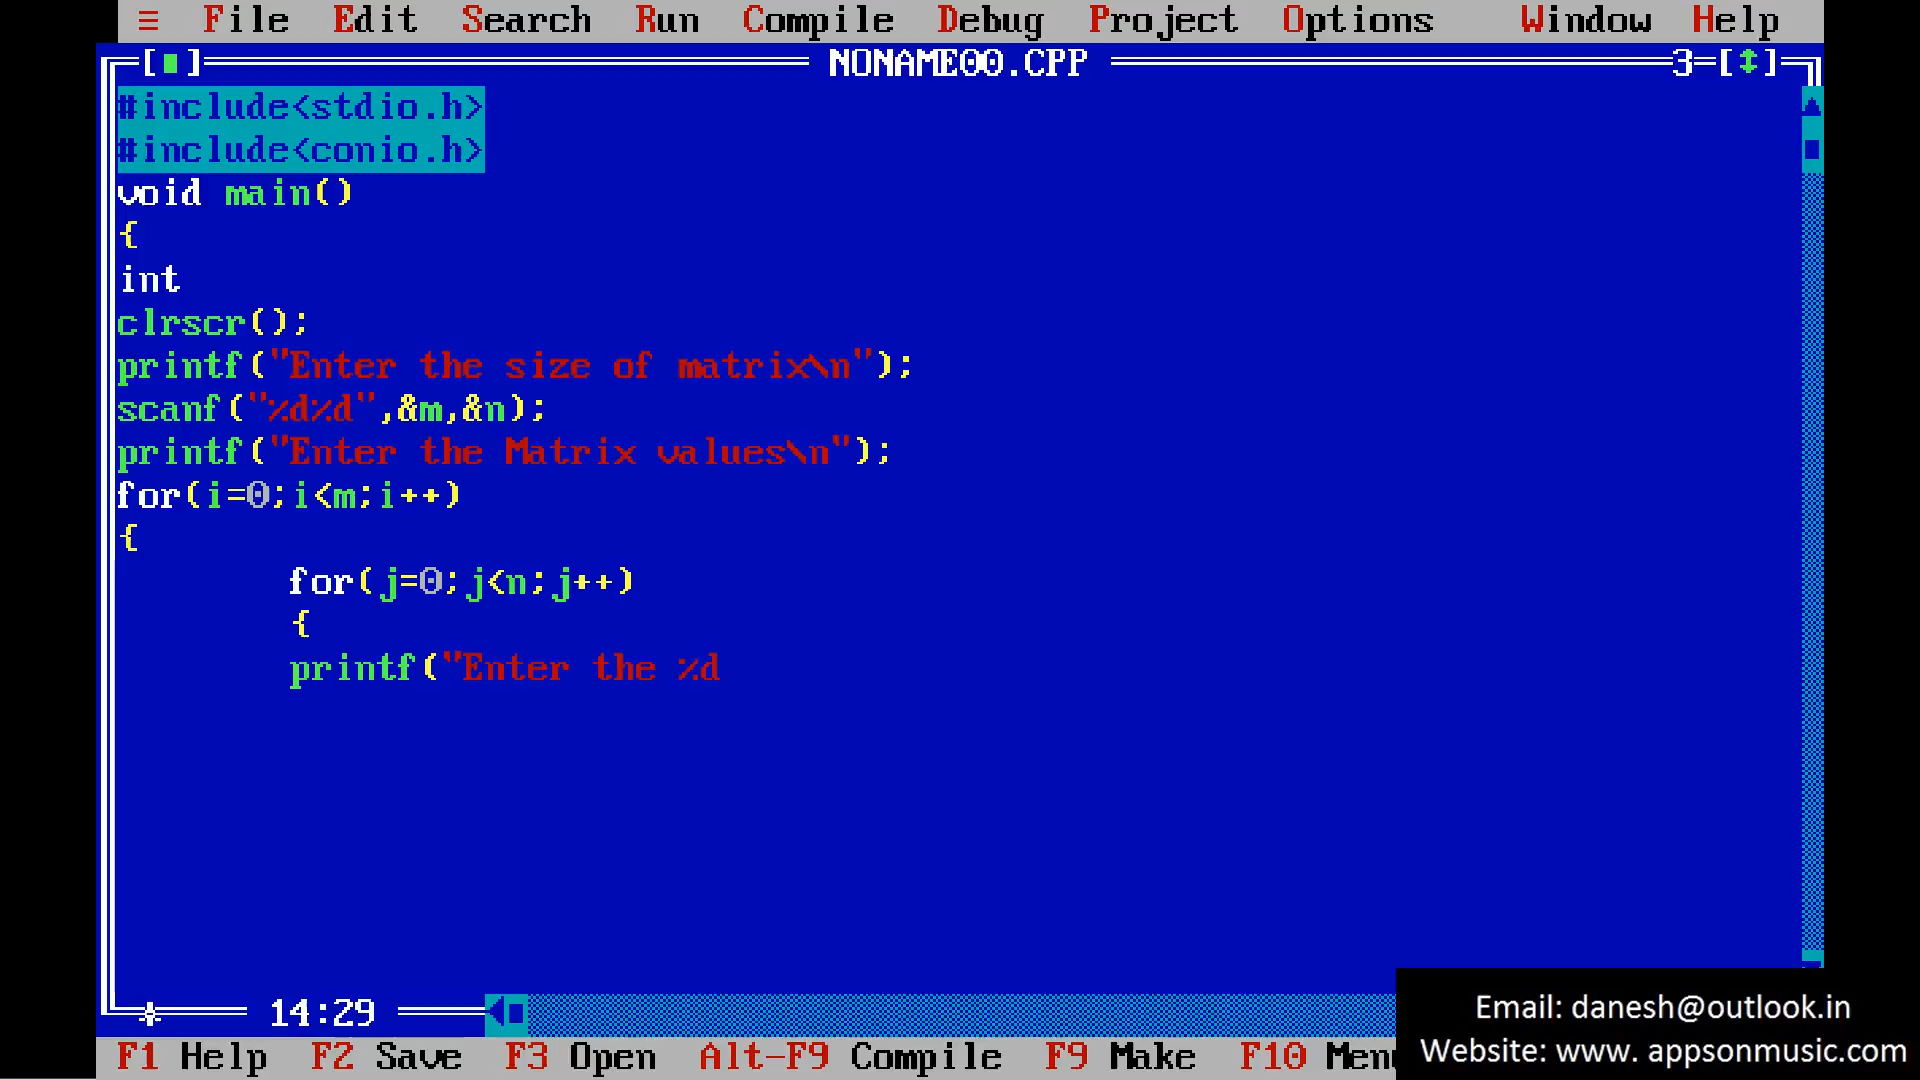 ≡ File Edit Search Run Compile Debug Project Options Window Help
[■] NONAME00.CPP 3=[↕]
#include<stdio.h>
#include<conio.h>
void main()
{
int
clrscr();
printf("Enter the size of matrix\n");
scanf("%d%d",&m,&n);
printf("Enter the Matrix values\n");
for(i=0;i<m;i++)
{
for(j=0;j<n;j++)
{
printf("Enter the %d
14:29
F1 Help F2 Save F3 Open Alt-F9 Compile F9 Make F10 Menu
Email: danesh@outlook.in
Website: www. appsonmusic.com